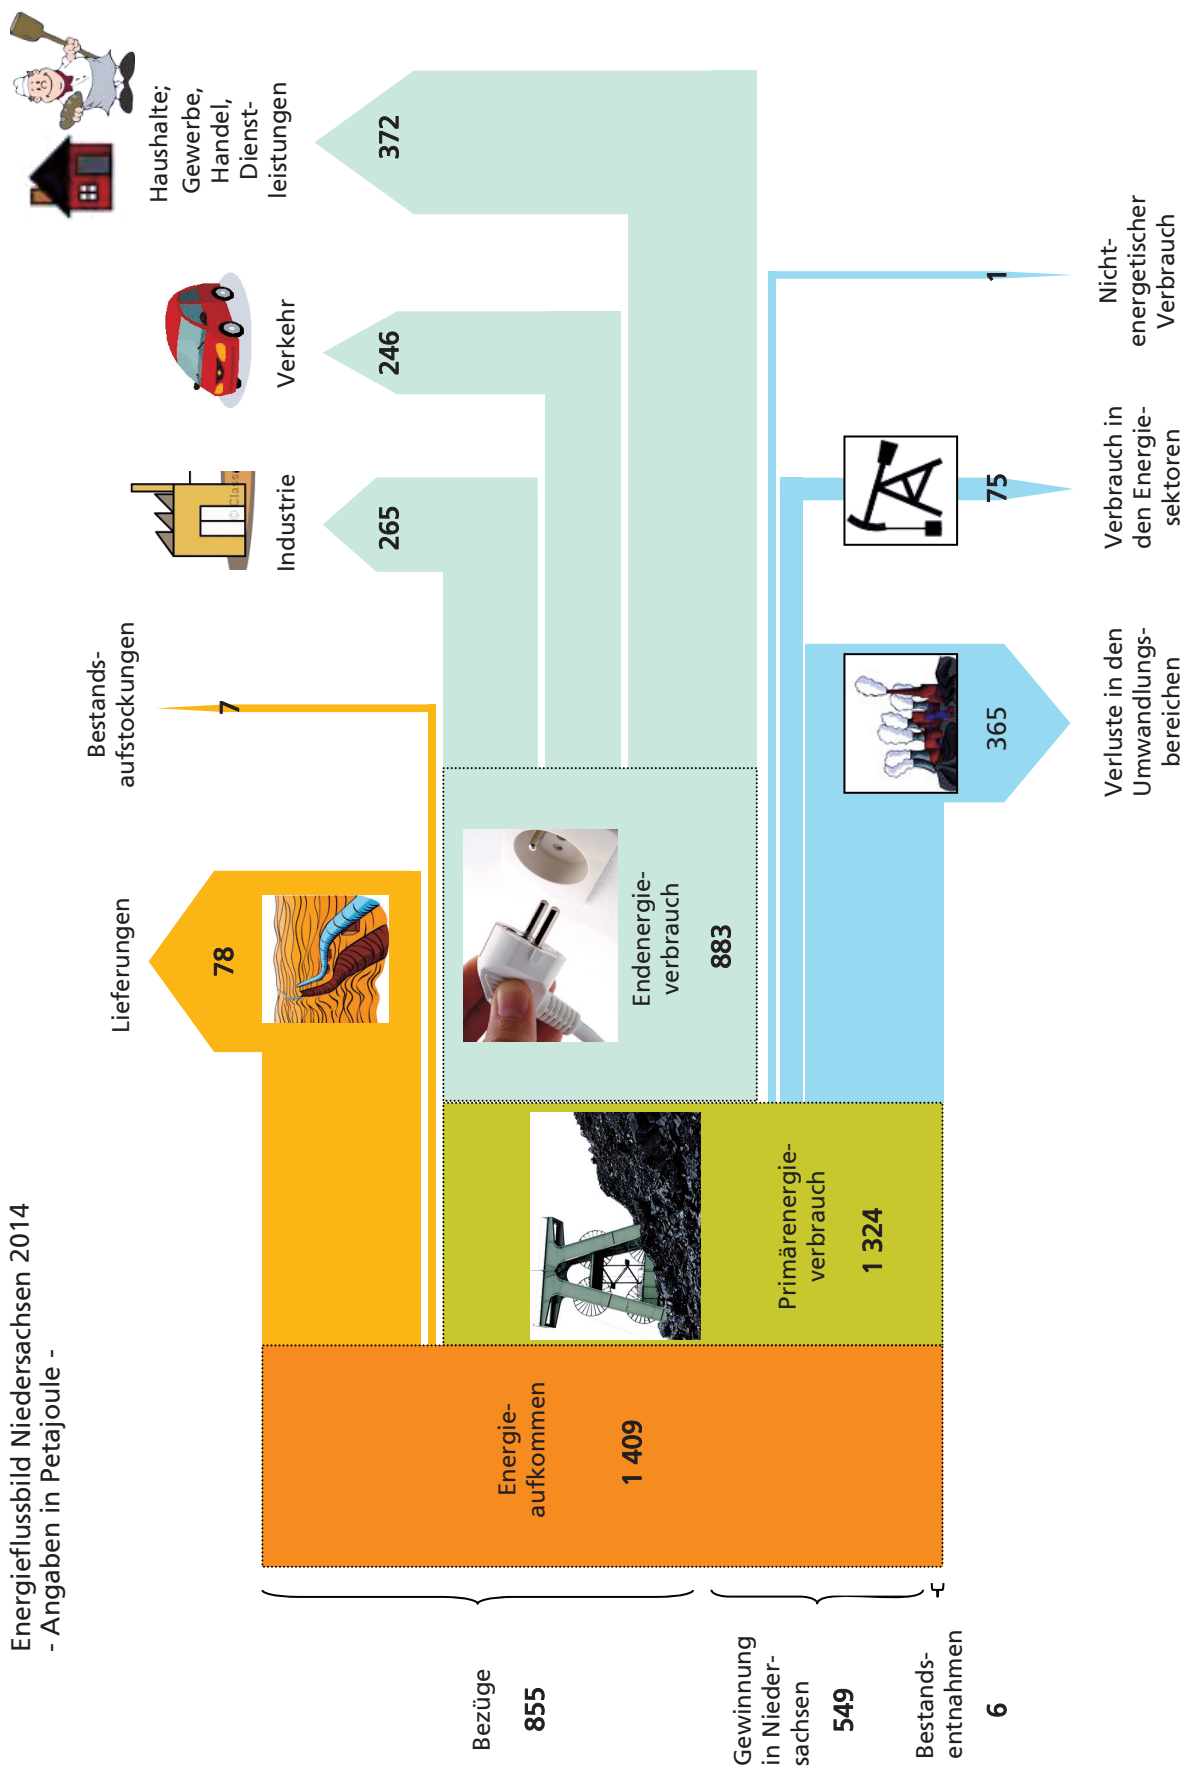 Energieflussbild Niedersachsen 2014
- Angaben in Petajoule -
Bezüge
855
Gewinnung
in Nieder-
sachsen
549
Bestands-
entnahmen
6
Energie-
aufkommen
1 409
Lieferungen
78
Bestands-
aufstockungen
7
Primärenergie-
verbrauch
1 324
Endenergie-
verbrauch
883
Industrie
265
Verkehr
246
Haushalte;
Gewerbe,
Handel,
Dienst-
leistungen
372
365
Verluste in den
Umwandlungs-
bereichen
75
Verbrauch in
den Energie-
sektoren
1
Nicht-
energetischer
Verbrauch